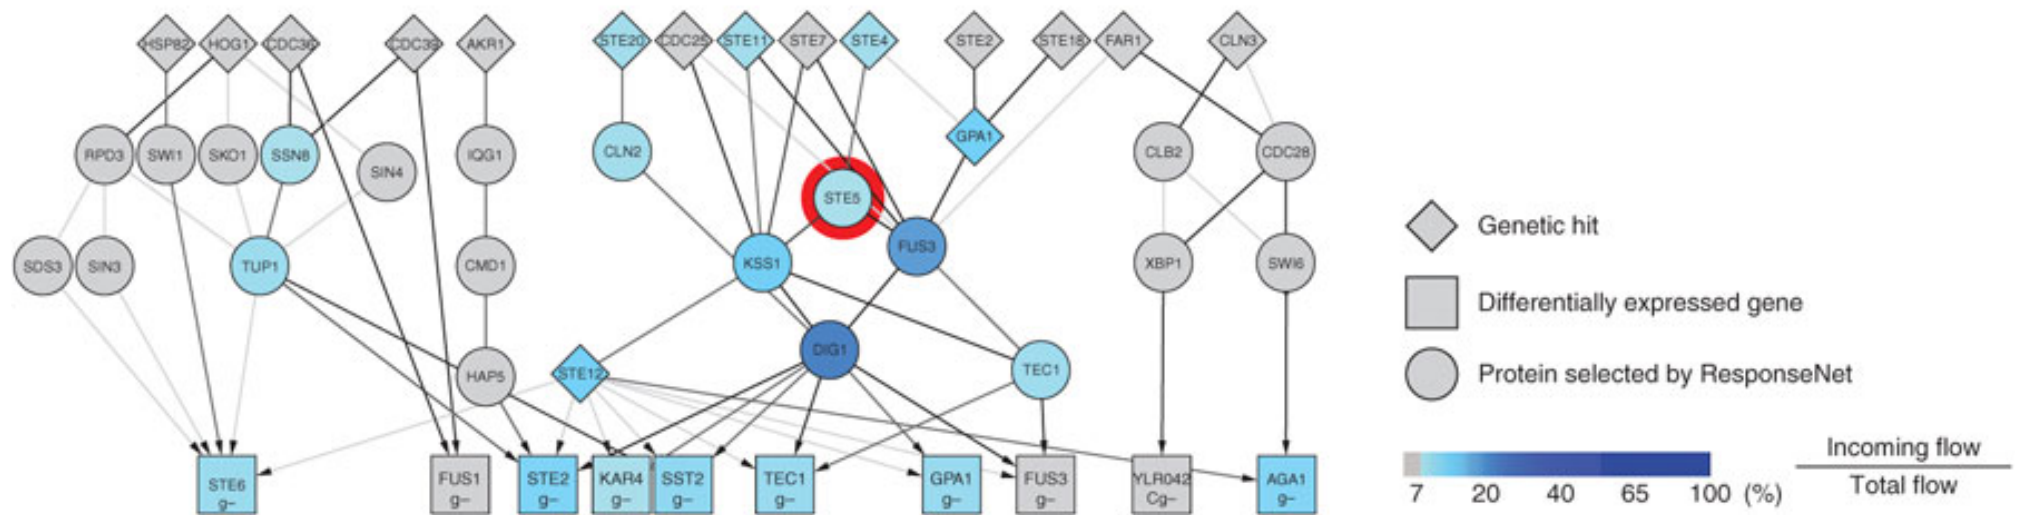 HSP82 HOG1 CDC36 CDC39 AKR1 STE20 CDC25 STE11 STE7 STE4 STE2 STE18 FAR1 CLN3
GPA1
RPD3 SWI1 SKO1 SSN8 SIN4 IQG1 CLN2 CLB2 CDC28
STE5
FUS3
SDS3 SIN3 TUP1 CMD1 KSS1 XBP1 SWI6
DIG1
HAP5 STE12 TEC1
STE6 FUS1 STE2 KAR4 SST2 TEC1 GPA1 FUS3 YLR042 AGA1
g– g– g– g– g– g– g– g– Cg– g–
Genetic hit
Differentially expressed gene
Protein selected by ResponseNet
7 20 40 65 100 (%)
Incoming flow
Total flow